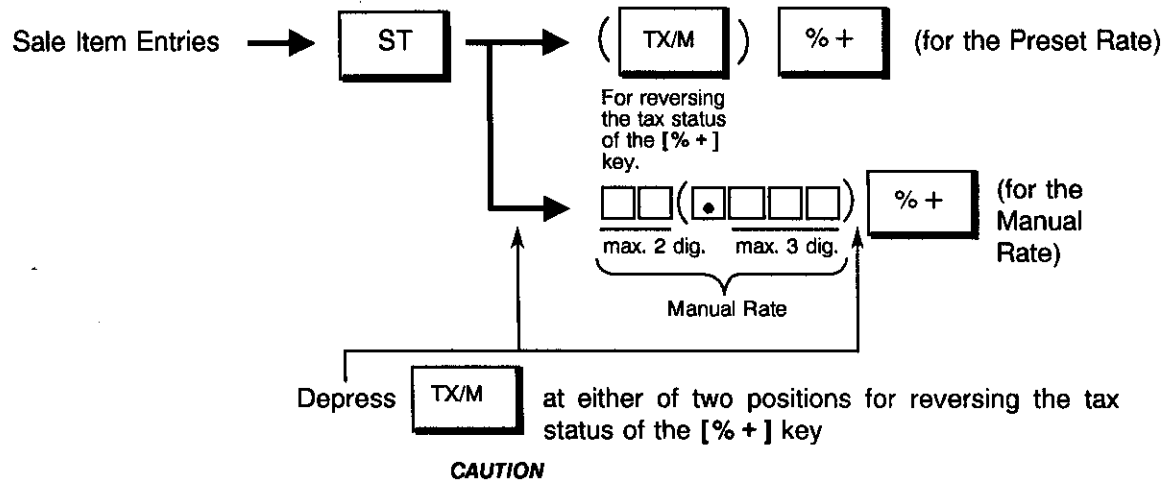 Sale Item Entries ST ( TX/M ) % + (for the Preset Rate)
For reversing
the tax status
of the [% +]
key.
( . ) % + (for the
Manual
Rate)
max. 2 dig. max. 3 dig.
Manual Rate
Depress TX/M at either of two positions for reversing the tax
status of the [% +] key
CAUTION